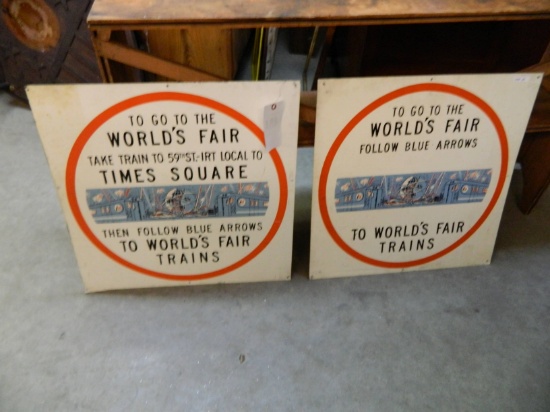 TO GO TO THE
WORLD'S FAIR
TAKE TRAIN TO 59TH ST.-IRT LOCAL TO
TIMES SQUARE
THEN FOLLOW BLUE ARROWS
TO WORLD'S FAIR
TRAINS
TO GO TO THE
WORLD'S FAIR
FOLLOW BLUE ARROWS
TO WORLD'S FAIR
TRAINS